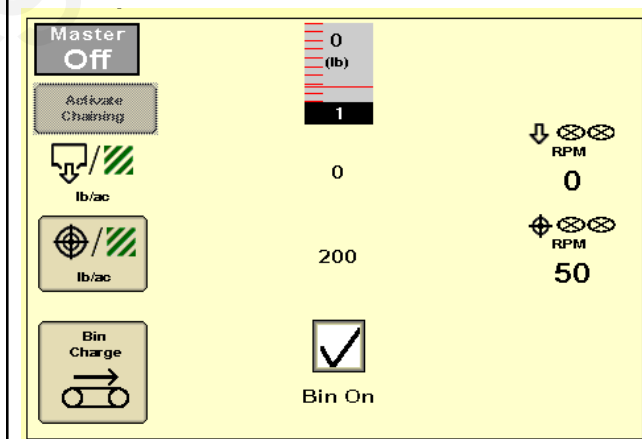 Master
Off
0
(lb)
Activate
Chaining
1
lb/ac
0
RPM
0
lb/ac
200
RPM
50
Bin
Charge
Bin On